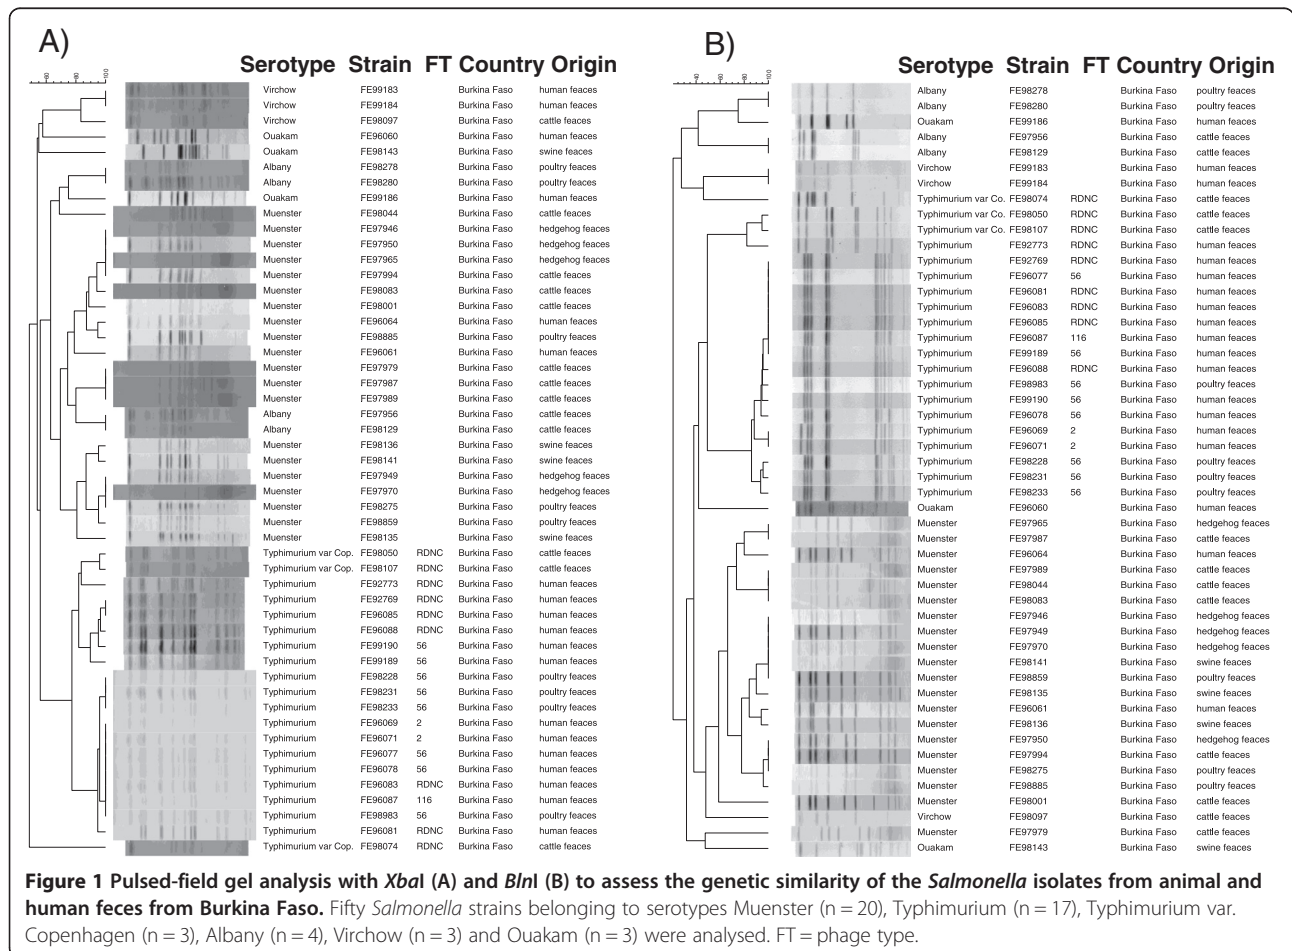 A)
Serotype Strain FT Country Origin
60 80 100
Virchow FE99183 Burkina Faso human feaces
Virchow FE99184 Burkina Faso human feaces
Virchow FE98097 Burkina Faso cattle feaces
Ouakam FE96060 Burkina Faso human feaces
Ouakam FE98143 Burkina Faso swine feaces
Albany FE98278 Burkina Faso poultry feaces
Albany FE98280 Burkina Faso poultry feaces
Ouakam FE99186 Burkina Faso human feaces
Muenster FE98044 Burkina Faso cattle feaces
Muenster FE97946 Burkina Faso hedgehog feaces
Muenster FE97950 Burkina Faso hedgehog feaces
Muenster FE97965 Burkina Faso hedgehog feaces
Muenster FE97994 Burkina Faso cattle feaces
Muenster FE98083 Burkina Faso cattle feaces
Muenster FE98001 Burkina Faso cattle feaces
Muenster FE96064 Burkina Faso human feaces
Muenster FE98885 Burkina Faso poultry feaces
Muenster FE96061 Burkina Faso human feaces
Muenster FE97979 Burkina Faso cattle feaces
Muenster FE97987 Burkina Faso cattle feaces
Muenster FE97989 Burkina Faso cattle feaces
Albany FE97956 Burkina Faso cattle feaces
Albany FE98129 Burkina Faso cattle feaces
Muenster FE98136 Burkina Faso swine feaces
Muenster FE98141 Burkina Faso swine feaces
Muenster FE97949 Burkina Faso hedgehog feaces
Muenster FE97970 Burkina Faso hedgehog feaces
Muenster FE98275 Burkina Faso poultry feaces
Muenster FE98859 Burkina Faso poultry feaces
Muenster FE98135 Burkina Faso swine feaces
Typhimurium var Cop. FE98050 RDNC Burkina Faso cattle feaces
Typhimurium var Cop. FE98107 RDNC Burkina Faso cattle feaces
Typhimurium FE92773 RDNC Burkina Faso human feaces
Typhimurium FE92769 RDNC Burkina Faso human feaces
Typhimurium FE96085 RDNC Burkina Faso human feaces
Typhimurium FE96088 RDNC Burkina Faso human feaces
Typhimurium FE99190 56 Burkina Faso human feaces
Typhimurium FE99189 56 Burkina Faso human feaces
Typhimurium FE98228 56 Burkina Faso poultry feaces
Typhimurium FE98231 56 Burkina Faso poultry feaces
Typhimurium FE98233 56 Burkina Faso poultry feaces
Typhimurium FE96069 2 Burkina Faso human feaces
Typhimurium FE96071 2 Burkina Faso human feaces
Typhimurium FE96077 56 Burkina Faso human feaces
Typhimurium FE96078 56 Burkina Faso human feaces
Typhimurium FE96083 RDNC Burkina Faso human feaces
Typhimurium FE96087 116 Burkina Faso human feaces
Typhimurium FE98983 56 Burkina Faso poultry feaces
Typhimurium FE96081 RDNC Burkina Faso human feaces
Typhimurium var Cop. FE98074 RDNC Burkina Faso cattle feaces
B)
Serotype Strain FT Country Origin
40 60 80 100
Albany FE98278 Burkina Faso poultry feaces
Albany FE98280 Burkina Faso poultry feaces
Ouakam FE99186 Burkina Faso human feaces
Albany FE97956 Burkina Faso cattle feaces
Albany FE98129 Burkina Faso cattle feaces
Virchow FE99183 Burkina Faso human feaces
Virchow FE99184 Burkina Faso human feaces
Typhimurium var Co. FE98074 RDNC Burkina Faso cattle feaces
Typhimurium var Co. FE98050 RDNC Burkina Faso cattle feaces
Typhimurium var Co. FE98107 RDNC Burkina Faso cattle feaces
Typhimurium FE92773 RDNC Burkina Faso human feaces
Typhimurium FE92769 RDNC Burkina Faso human feaces
Typhimurium FE96077 56 Burkina Faso human feaces
Typhimurium FE96081 RDNC Burkina Faso human feaces
Typhimurium FE96083 RDNC Burkina Faso human feaces
Typhimurium FE96085 RDNC Burkina Faso human feaces
Typhimurium FE96087 116 Burkina Faso human feaces
Typhimurium FE99189 56 Burkina Faso human feaces
Typhimurium FE96088 RDNC Burkina Faso human feaces
Typhimurium FE98983 56 Burkina Faso poultry feaces
Typhimurium FE99190 56 Burkina Faso human feaces
Typhimurium FE96078 56 Burkina Faso human feaces
Typhimurium FE96069 2 Burkina Faso human feaces
Typhimurium FE96071 2 Burkina Faso human feaces
Typhimurium FE98228 56 Burkina Faso poultry feaces
Typhimurium FE98231 56 Burkina Faso poultry feaces
Typhimurium FE98233 56 Burkina Faso poultry feaces
Ouakam FE96060 Burkina Faso human feaces
Muenster FE97965 Burkina Faso hedgehog feaces
Muenster FE97987 Burkina Faso cattle feaces
Muenster FE96064 Burkina Faso human feaces
Muenster FE97989 Burkina Faso cattle feaces
Muenster FE98044 Burkina Faso cattle feaces
Muenster FE98083 Burkina Faso cattle feaces
Muenster FE97946 Burkina Faso hedgehog feaces
Muenster FE97949 Burkina Faso hedgehog feaces
Muenster FE97970 Burkina Faso hedgehog feaces
Muenster FE98141 Burkina Faso swine feaces
Muenster FE98859 Burkina Faso poultry feaces
Muenster FE98135 Burkina Faso swine feaces
Muenster FE96061 Burkina Faso human feaces
Muenster FE98136 Burkina Faso swine feaces
Muenster FE97950 Burkina Faso hedgehog feaces
Muenster FE97994 Burkina Faso cattle feaces
Muenster FE98275 Burkina Faso poultry feaces
Muenster FE98885 Burkina Faso poultry feaces
Muenster FE98001 Burkina Faso cattle feaces
Virchow FE98097 Burkina Faso cattle feaces
Muenster FE97979 Burkina Faso cattle feaces
Ouakam FE98143 Burkina Faso swine feaces
Figure 1 Pulsed-field gel analysis with XbaI (A) and BlnI (B) to assess the genetic similarity of the Salmonella isolates from animal and
human feces from Burkina Faso. Fifty Salmonella strains belonging to serotypes Muenster (n = 20), Typhimurium (n = 17), Typhimurium var.
Copenhagen (n = 3), Albany (n = 4), Virchow (n = 3) and Ouakam (n = 3) were analysed. FT = phage type.